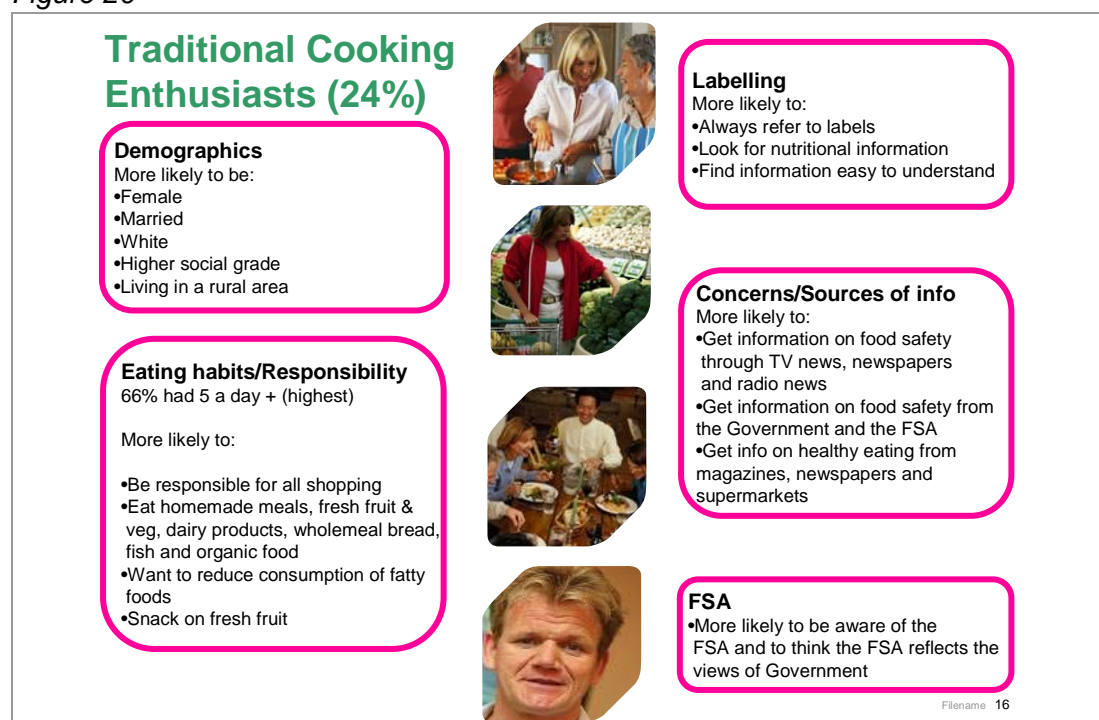 Traditional Cooking
Enthusiasts (24%)
Demographics
More likely to be:
•Female
•Married
•White
•Higher social grade
•Living in a rural area
Eating habits/Responsibility
66% had 5 a day + (highest)
More likely to:
•Be responsible for all shopping
•Eat homemade meals, fresh fruit &
veg, dairy products, wholemeal bread,
fish and organic food
•Want to reduce consumption of fatty
foods
•Snack on fresh fruit
Labelling
More likely to:
•Always refer to labels
•Look for nutritional information
•Find information easy to understand
Concerns/Sources of info
More likely to:
•Get information on food safety
through TV news, newspapers
and radio news
•Get information on food safety from
the Government and the FSA
•Get info on healthy eating from
magazines, newspapers and
supermarkets
FSA
•More likely to be aware of the
FSA and to think the FSA reflects the
views of Government
Filename 16